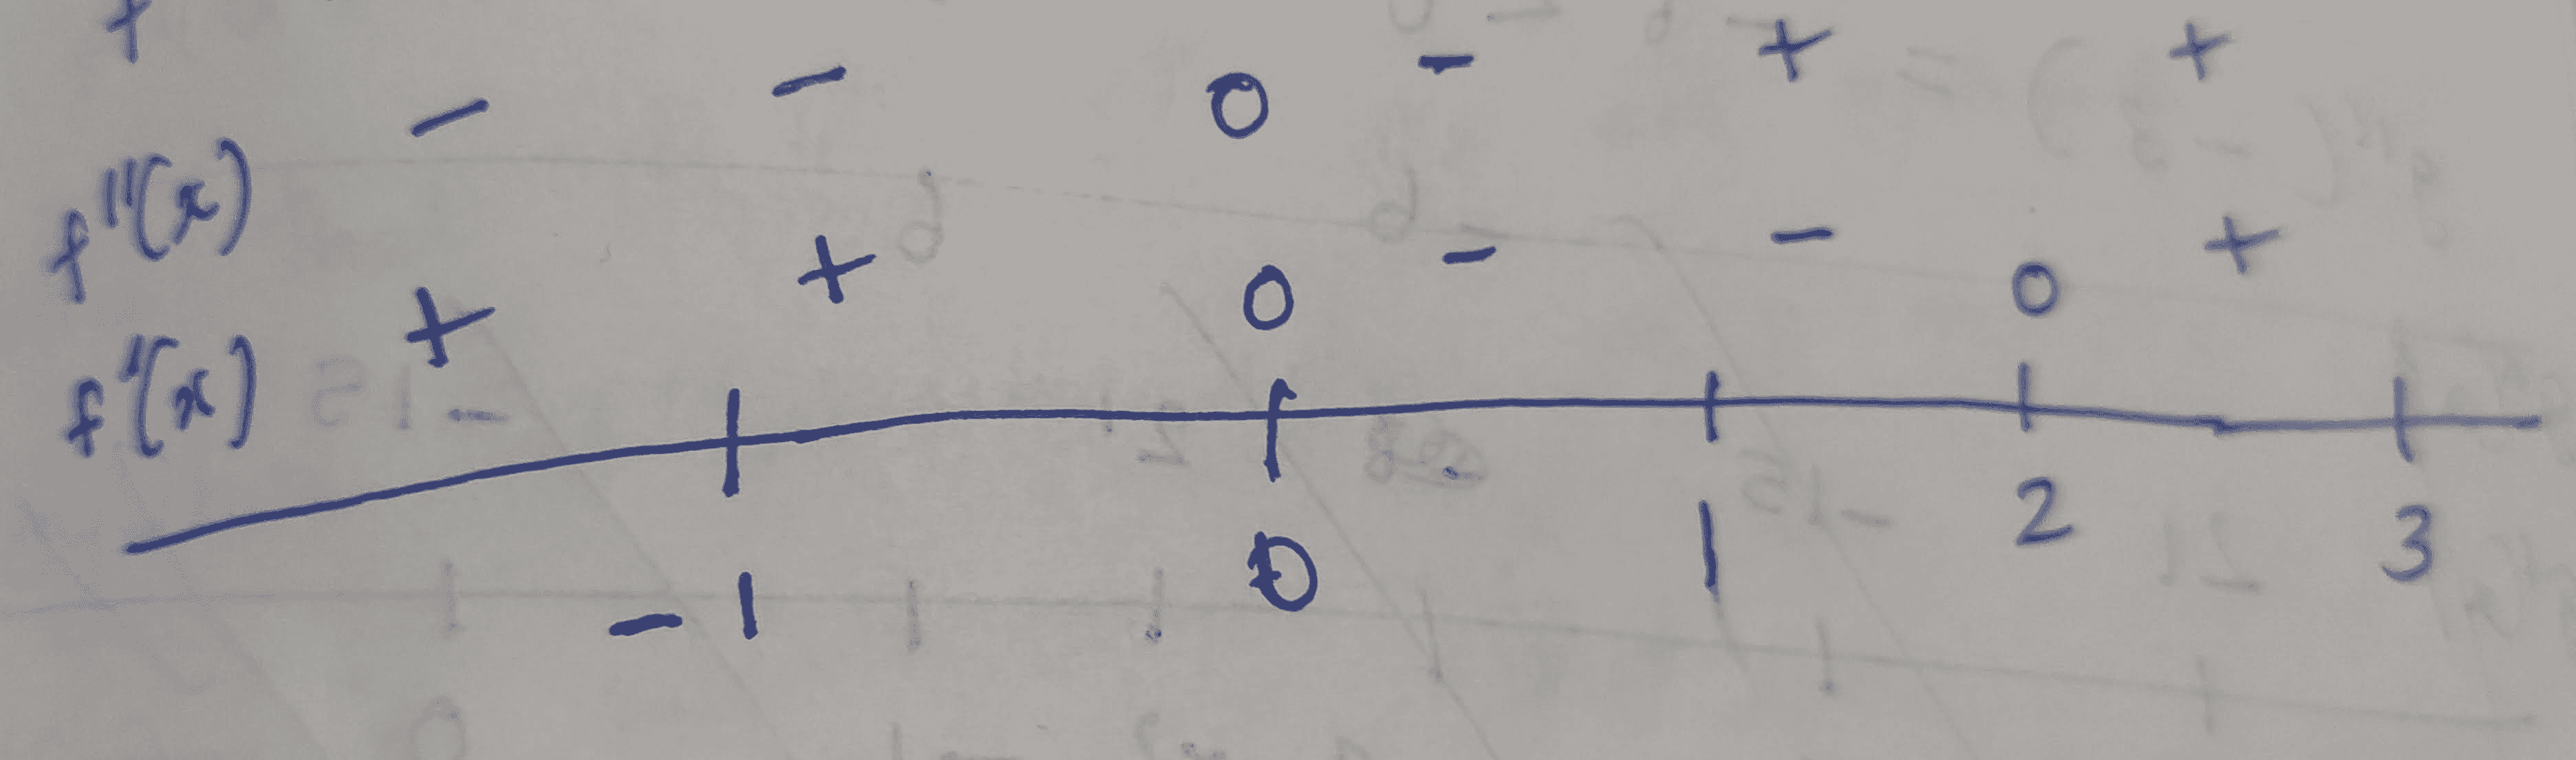 f''(x) - - 0 - + +
f'(x) + + 0 - - 0 +
-1 0 1 2 3